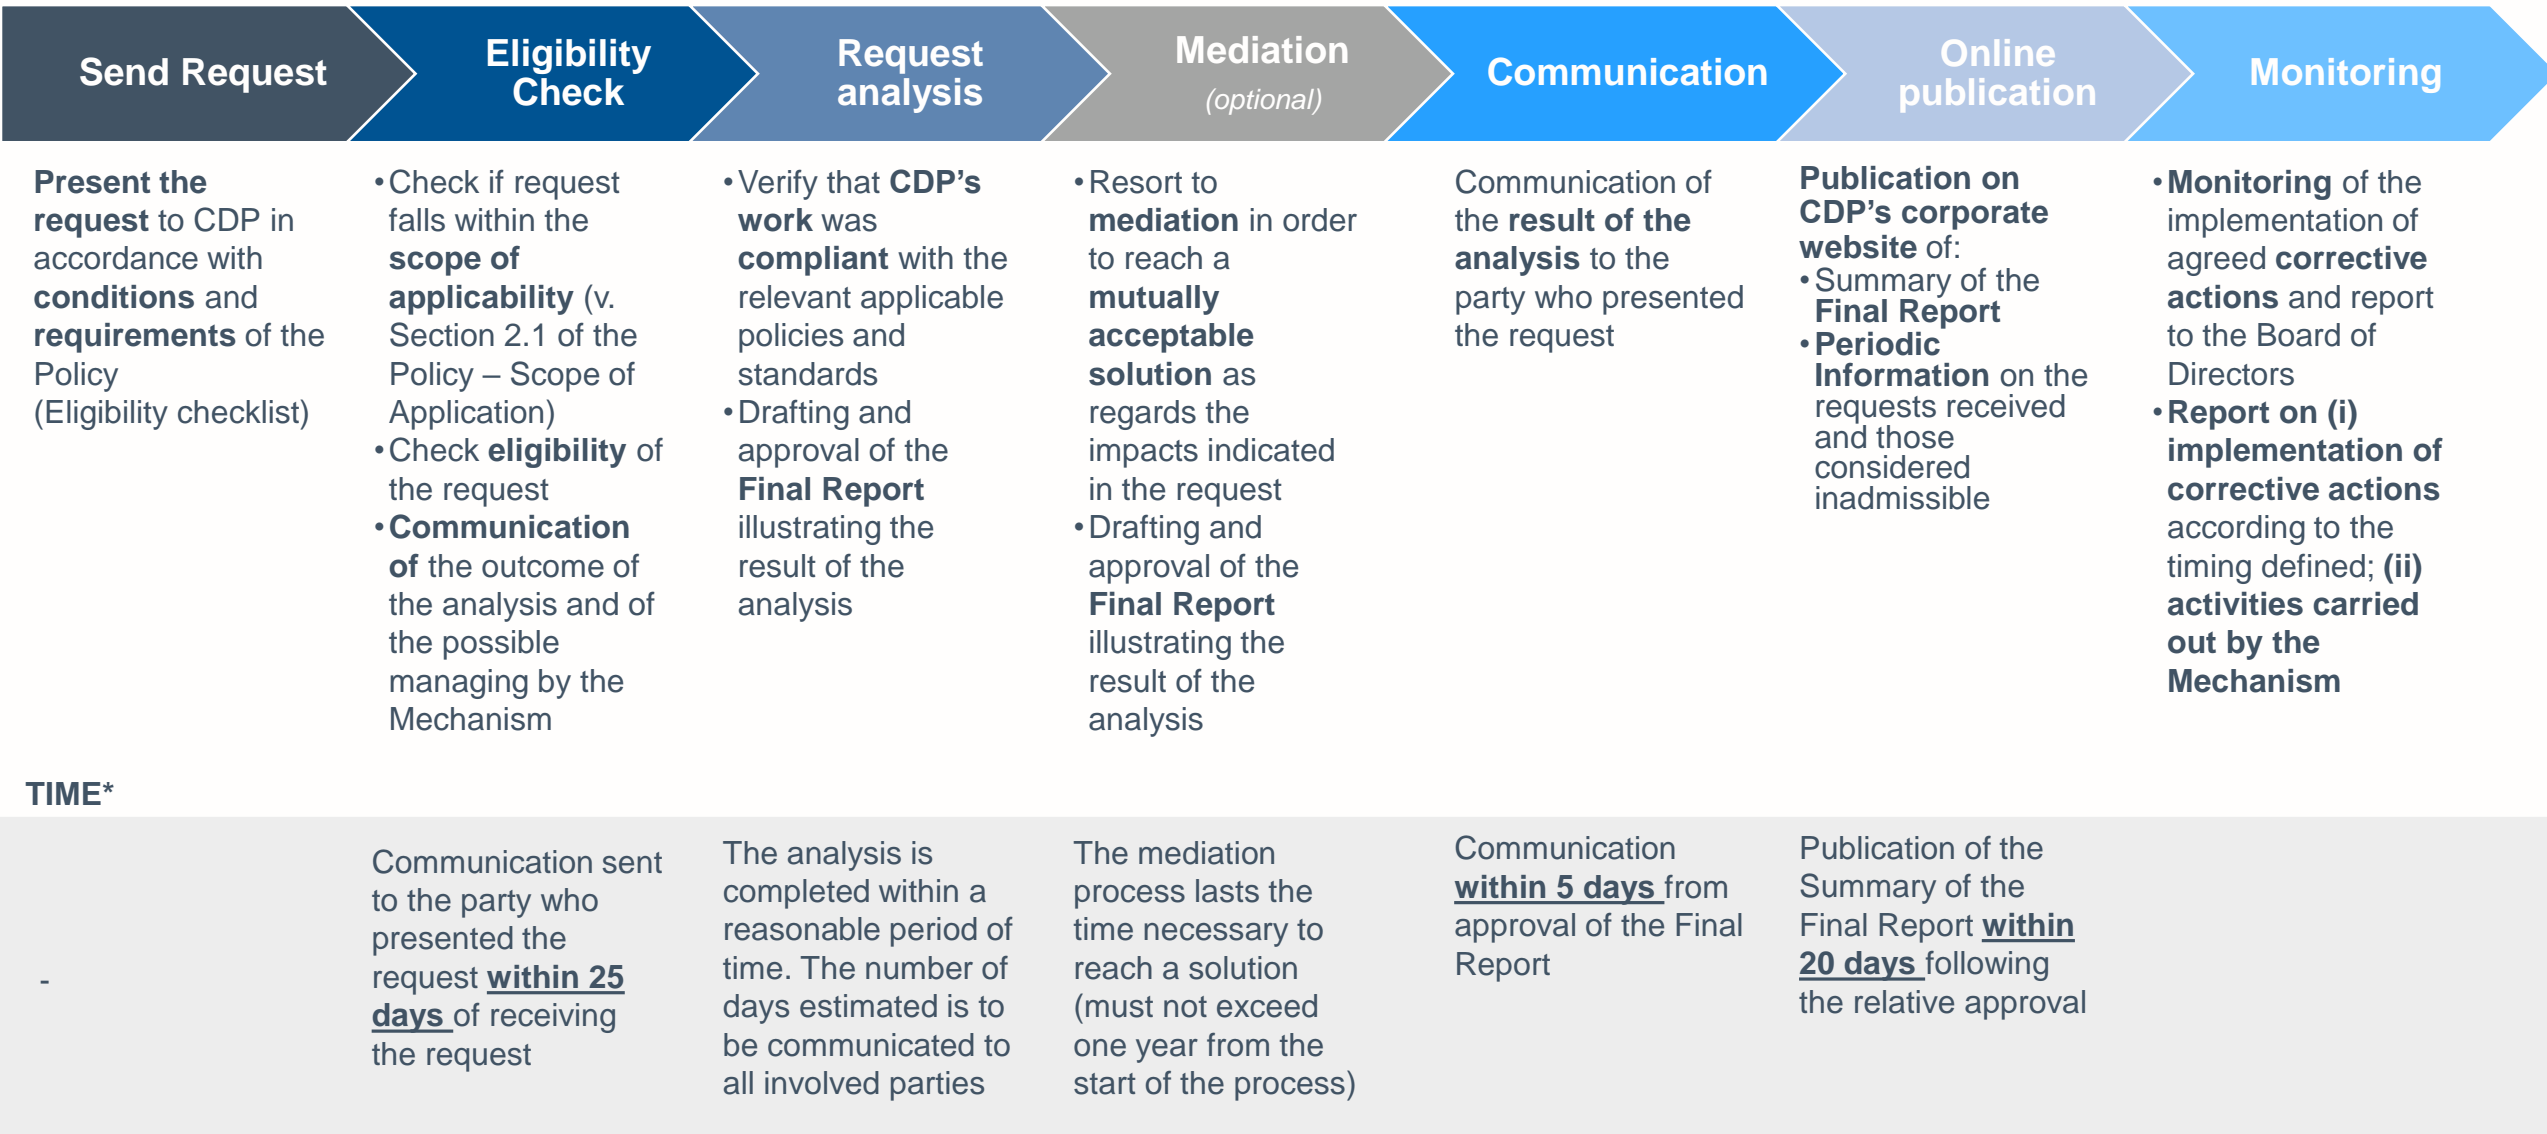 Send Request
Eligibility
Check
Request
analysis
Mediation
(optional)
Communication
Online
publication
Monitoring
Present the
request to CDP in
accordance with
conditions and
requirements of the
Policy
(Eligibility checklist)
•Check if request
falls within the
scope of
applicability (v.
Section 2.1 of the
Policy – Scope of
Application)
•Check eligibility of
the request
•Communication
of the outcome of
the analysis and of
the possible
managing by the
Mechanism
•Verify that CDP's
work was
compliant with the
relevant applicable
policies and
standards
•Drafting and
approval of the
Final Report
illustrating the
result of the
analysis
•Resort to
mediation in order
to reach a
mutually
acceptable
solution as
regards the
impacts indicated
in the request
•Drafting and
approval of the
Final Report
illustrating the
result of the
analysis
Communication of
the result of the
analysis to the
party who presented
the request
Publication on
CDP's corporate
website of:
•Summary of the
Final Report
•Periodic
Information on the
requests received
and those
considered
inadmissible
•Monitoring of the
implementation of
agreed corrective
actions and report
to the Board of
Directors
•Report on (i)
implementation of
corrective actions
according to the
timing defined; (ii)
activities carried
out by the
Mechanism
TIME*
-
Communication sent
to the party who
presented the
request within 25
days of receiving
the request
The analysis is
completed within a
reasonable period of
time. The number of
days estimated is to
be communicated to
all involved parties
The mediation
process lasts the
time necessary to
reach a solution
(must not exceed
one year from the
start of the process)
Communication
within 5 days from
approval of the Final
Report
Publication of the
Summary of the
Final Report within
20 days following
the relative approval